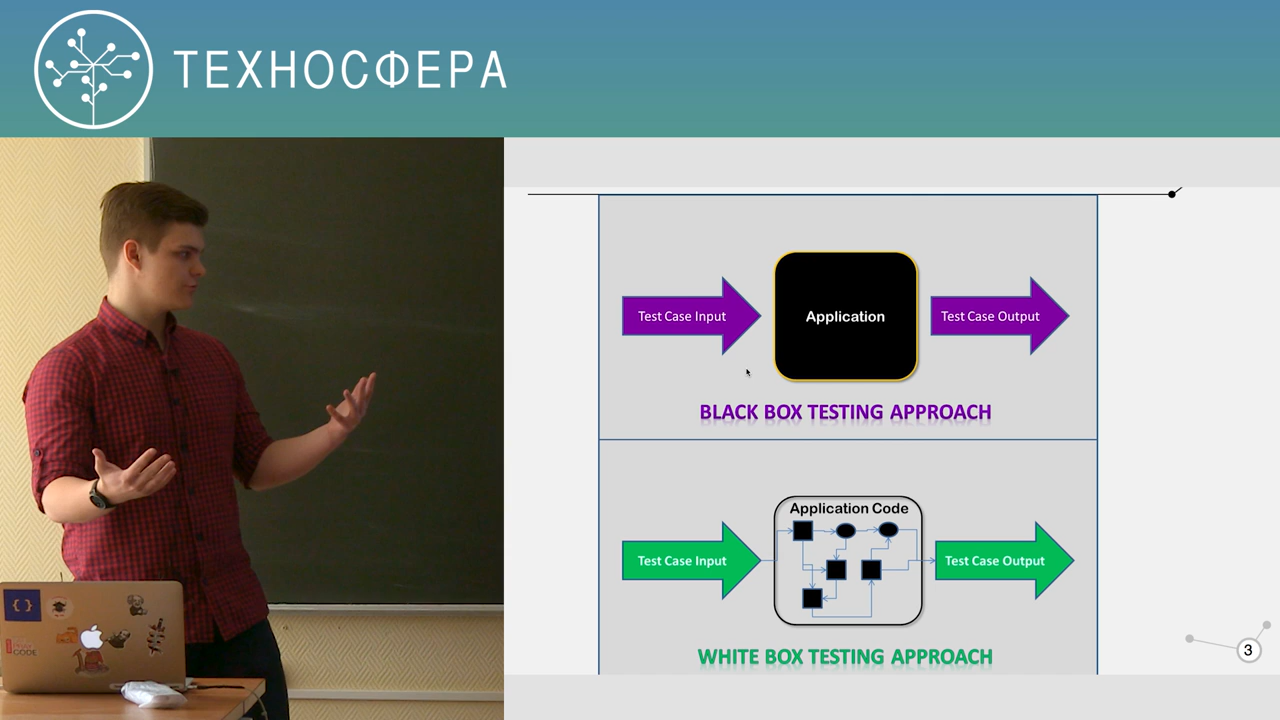 ТЕХНОСФЕРА
Test Case Input
Application
Test Case Output
BLACK BOX TESTING APPROACH
Application Code
Test Case Input
Test Case Output
WHITE BOX TESTING APPROACH
3
{ }
CODE